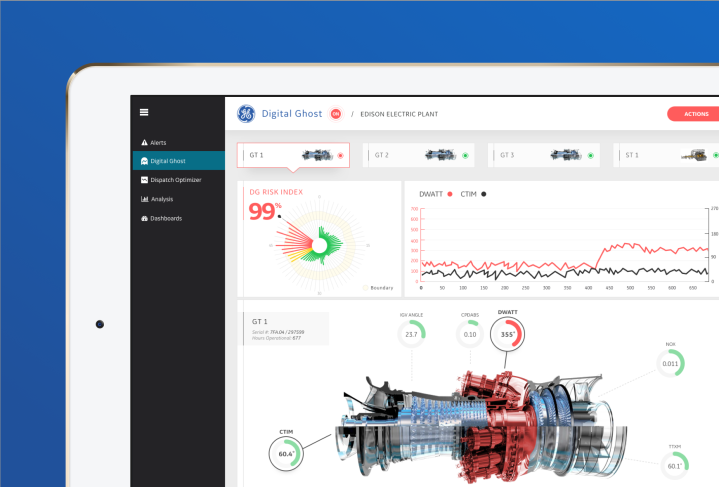 Digital Ghost ON / EDISON ELECTRIC PLANT
ACTIONS
Alerts
Digital Ghost
Dispatch Optimizer
Analysis
Dashboards
GT 1
GT 2
GT 3
ST 1
DG RISK INDEX
99%
Boundary
DWATT CTIM
700
600
500
400
300
200
100
0
270
180
90
0
0 50 100 150 200 250 300 350 400 450 500 550 600 650
GT 1
Serial #: 7FA.04 / 297599
Hours Operational: 677
IGV ANGLE
23.7
CPDABS
0.10
DWATT
355°
NOX
0.011
CTIM
60.4°
TTXM
60.1°